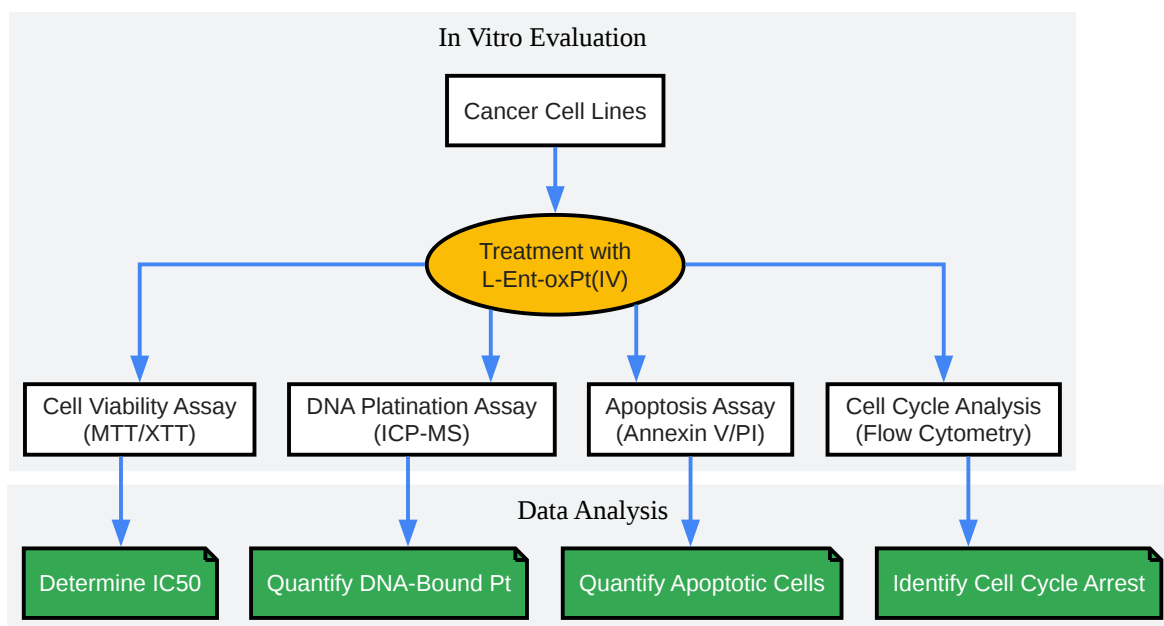 In Vitro Evaluation
Cancer Cell Lines
Treatment with
L-Ent-oxPt(IV)
Cell Viability Assay
(MTT/XTT)
DNA Platination Assay
(ICP-MS)
Apoptosis Assay
(Annexin V/PI)
Cell Cycle Analysis
(Flow Cytometry)
Data Analysis
Determine IC50
Quantify DNA-Bound Pt
Quantify Apoptotic Cells
Identify Cell Cycle Arrest